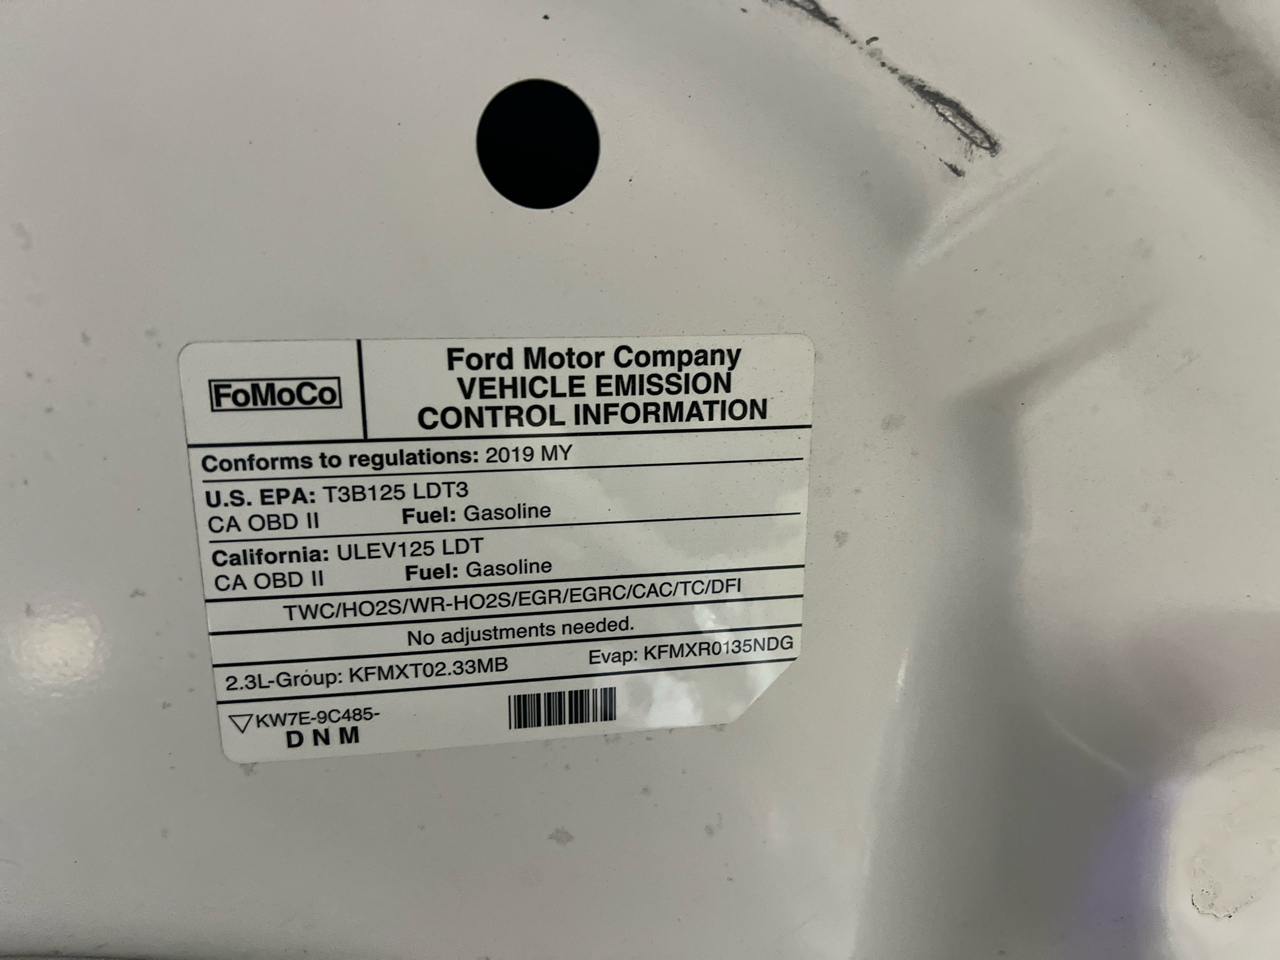 FoMoCo
Ford Motor Company
VEHICLE EMISSION
CONTROL INFORMATION
Conforms to regulations: 2019 MY
U.S. EPA: T3B125 LDT3
CA OBD II Fuel: Gasoline
California: ULEV125 LDT
CA OBD II Fuel: Gasoline
TWC/HO2S/WR-HO2S/EGR/EGRC/CAC/TC/DFI
No adjustments needed.
2.3L-Group: KFMXT02.33MB Evap: KFMXR0135NDG
KW7E-9C485-
D N M